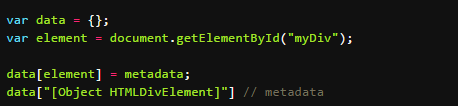 var data = {};
var element = document.getElementById("myDiv");
data[element] = metadata;
data["[Object HTMLDivElement]"] // metadata